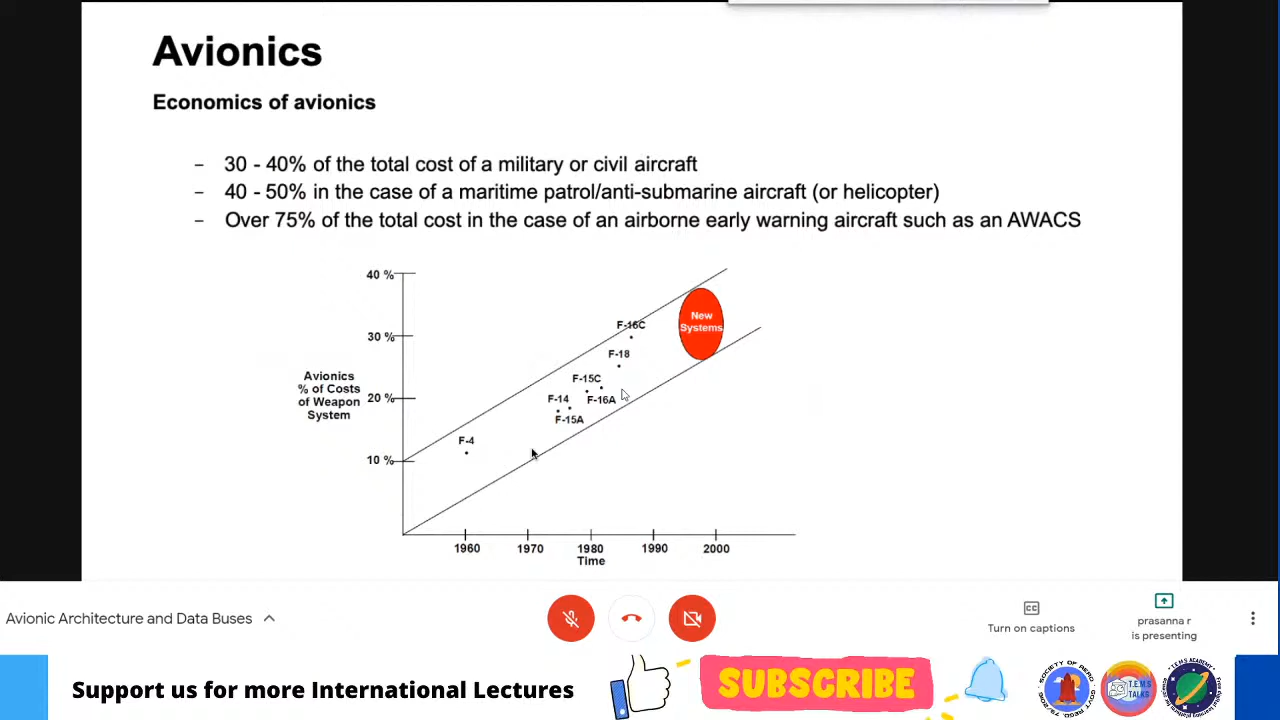 Avionics
Economics of avionics
- 30 - 40% of the total cost of a military or civil aircraft
- 40 - 50% in the case of a maritime patrol/anti-submarine aircraft (or helicopter)
- Over 75% of the total cost in the case of an airborne early warning aircraft such as an AWACS
40 %
30 %
20 %
10 %
Avionics
% of Costs
of Weapon
System
F-16C
New
Systems
F-18
F-15C
F-14
F-16A
F-15A
F-4
1960
1970
1980
1990
2000
Time
Avionic Architecture and Data Buses
Turn on captions
prasanna r
is presenting
Support us for more International Lectures
SUBSCRIBE
T.E.M.S
TALKS